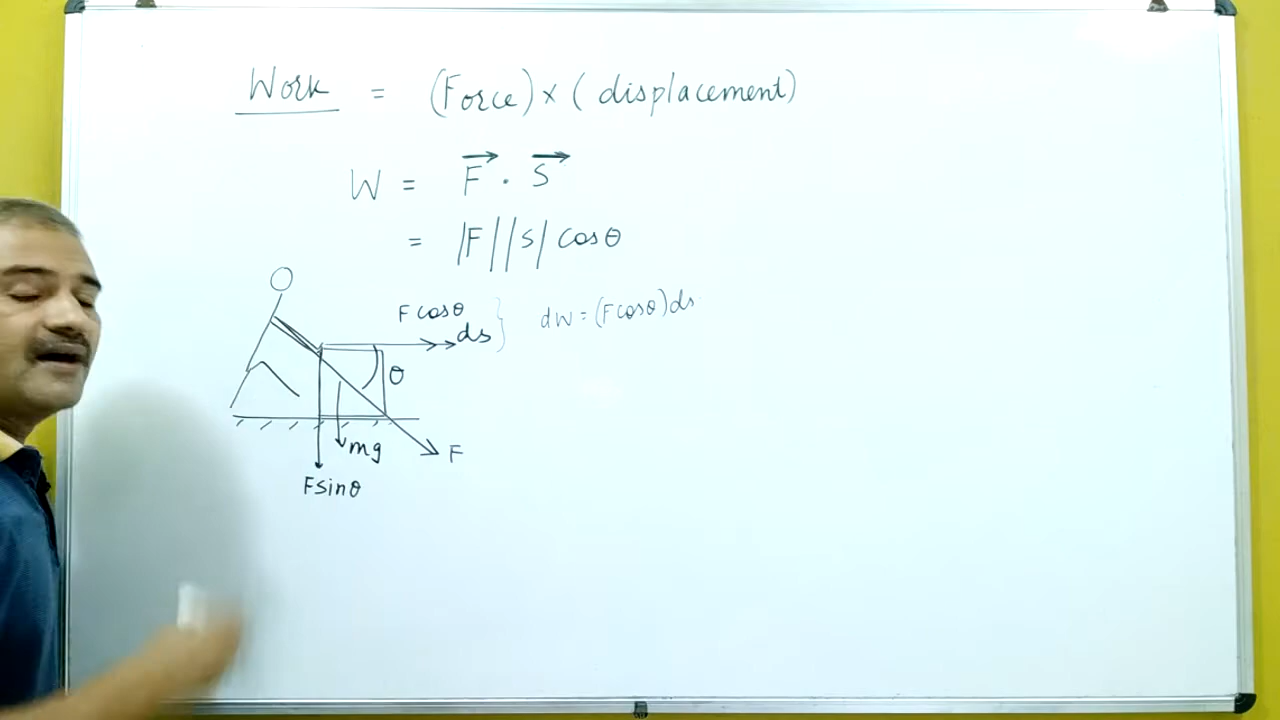 Work = (Force) × (displacement)
W = F⃗ · S⃗
= |F| |s| cosθ
F cosθ
ds
dW = (F cosθ) ds
θ
mg
F
F sinθ